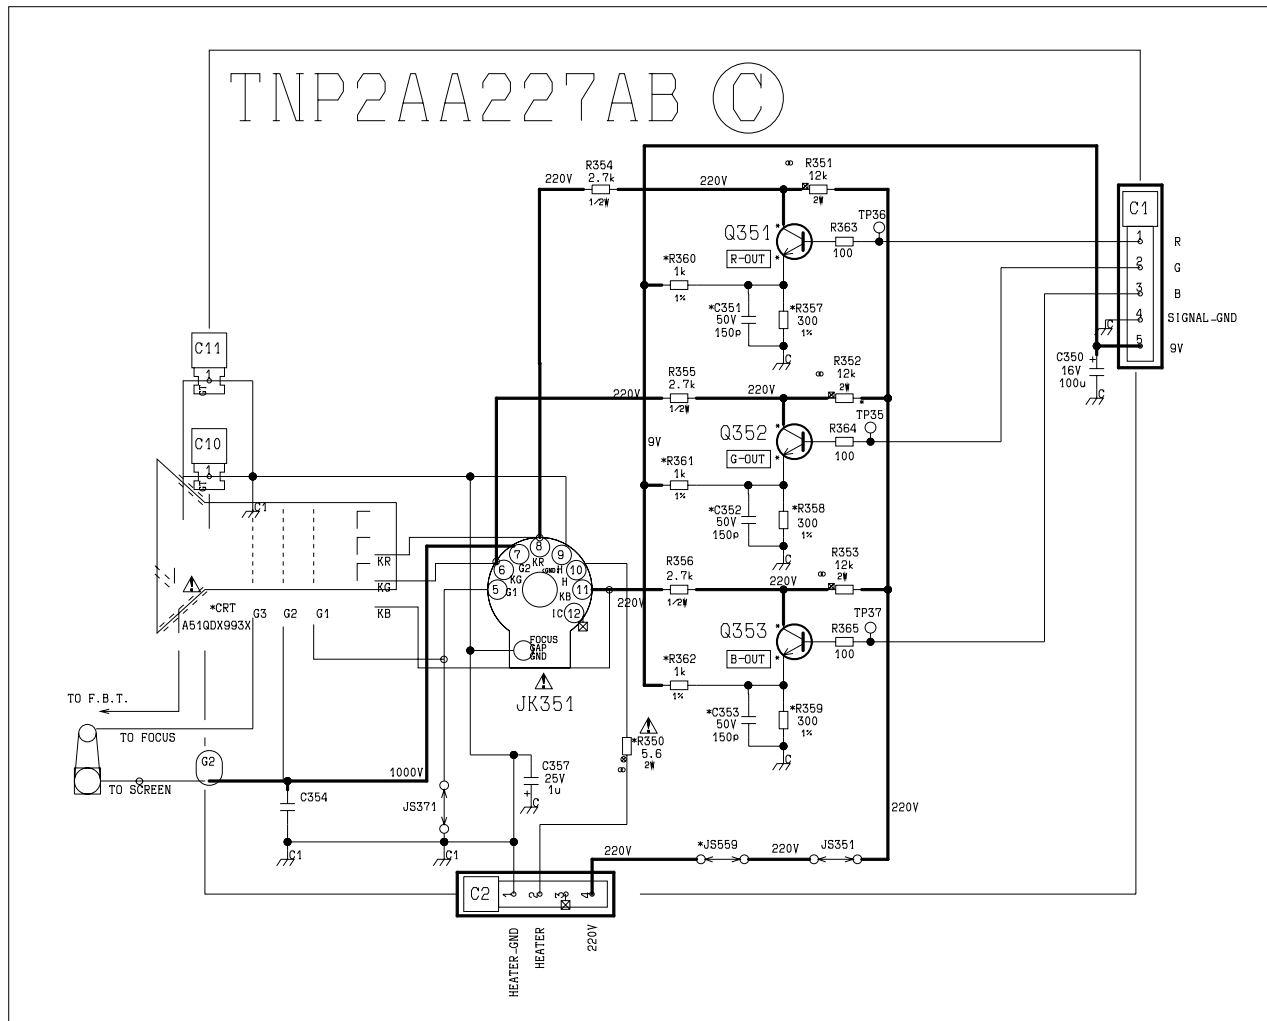 TNP2AA227AB C
R354
2.7k
1/2W
220V
220V
R351
12k
2W
C1
1
2
3
4
5
R
G
B
SIGNAL_GND
9V
TP36
Q351
R-OUT
R363
100
*R360
1k
1%
*C351
50V
150p
*R357
300
1%
C
C
C350
16V
100u
C
C11
1
GT
R355
2.7k
1/2W
220V
220V
R352
12k
2W
TP35
Q352
G-OUT
R364
100
C10
1
GT
9V
*R361
1k
1%
*C352
50V
150p
*R358
300
1%
C
C1
KR
KG
KB
*CRT
A51QDX993X
G3
G2
G1
5
6
7
8
9
10
11
12
G1
KG
G2
KR
GND
H
H
KB
IC
FOCUS
GAP
GND
JK351
R356
2.7k
1/2W
220V
220V
R353
12k
2W
TP37
Q353
B-OUT
R365
100
*R362
1k
1%
*C353
50V
150p
*R359
300
1%
C
TO F.B.T.
TO FOCUS
G2
TO SCREEN
1000V
C354
JS371
C357
25V
1u
C
*R350
5.6
2W
C1
C1
220V
*JS559
220V
JS351
220V
C2
1
2
3
4
HEATER-GND
HEATER
220V